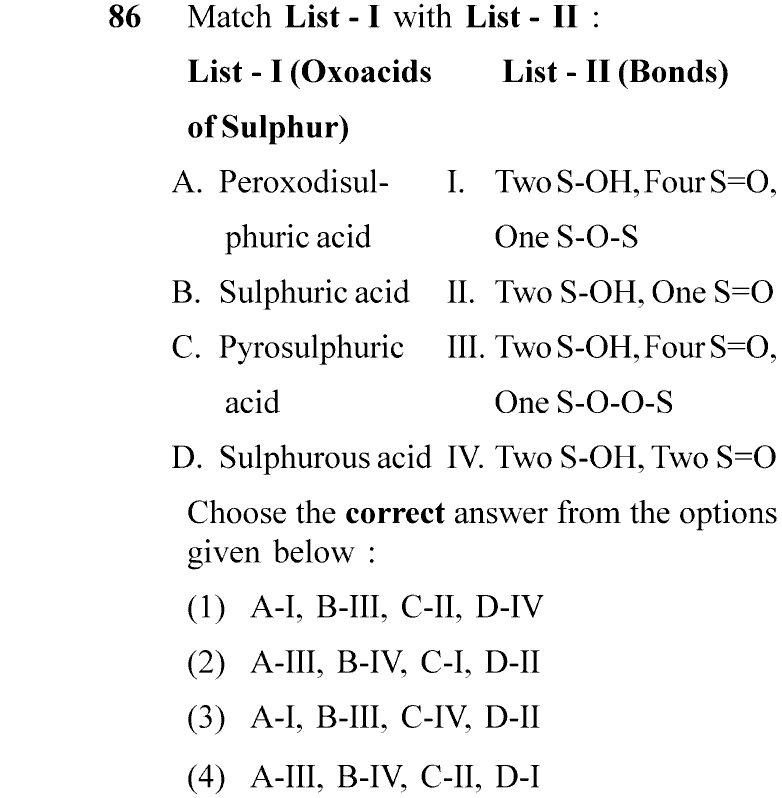 86 Match List - I with List - II :
List - I (Oxoacids List - II (Bonds)
of Sulphur)
A. Peroxodisul- I. Two S-OH, Four S=O,
phuric acid One S-O-S
B. Sulphuric acid II. Two S-OH, One S=O
C. Pyrosulphuric III. Two S-OH, Four S=O,
acid One S-O-O-S
D. Sulphurous acid IV. Two S-OH, Two S=O
Choose the correct answer from the options
given below :
(1) A-I, B-III, C-II, D-IV
(2) A-III, B-IV, C-I, D-II
(3) A-I, B-III, C-IV, D-II
(4) A-III, B-IV, C-II, D-I